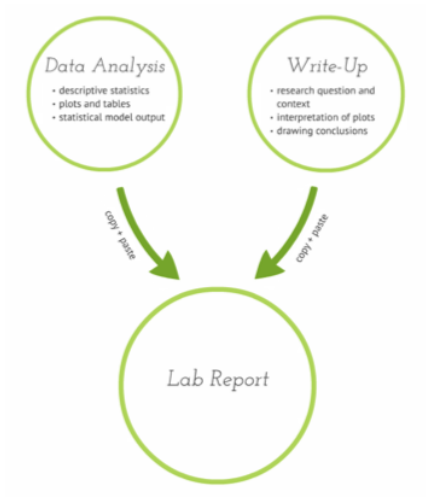 Data Analysis
• descriptive statistics
• plots and tables
• statistical model output
Write-Up
• research question and
context
• interpretation of plots
• drawing conclusions
copy + paste
copy + paste
Lab Report